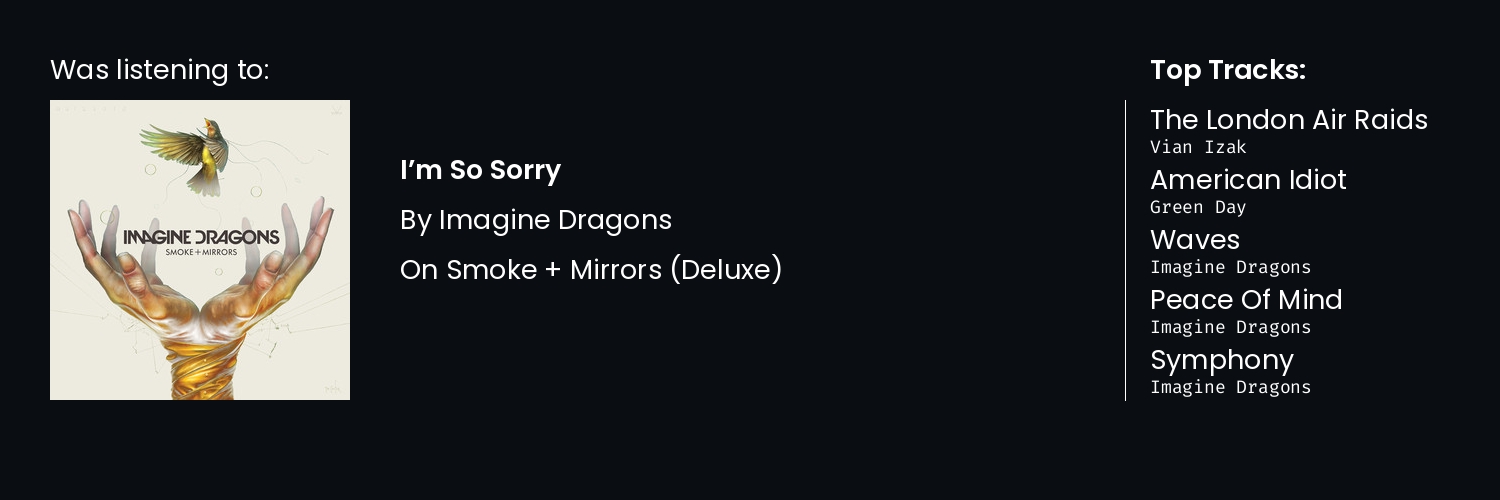 Was listening to:
IMAGINE DRAGONS
SMOKE + MIRRORS
I’m So Sorry
By Imagine Dragons
On Smoke + Mirrors (Deluxe)
Top Tracks:
The London Air Raids
Vian Izak
American Idiot
Green Day
Waves
Imagine Dragons
Peace Of Mind
Imagine Dragons
Symphony
Imagine Dragons